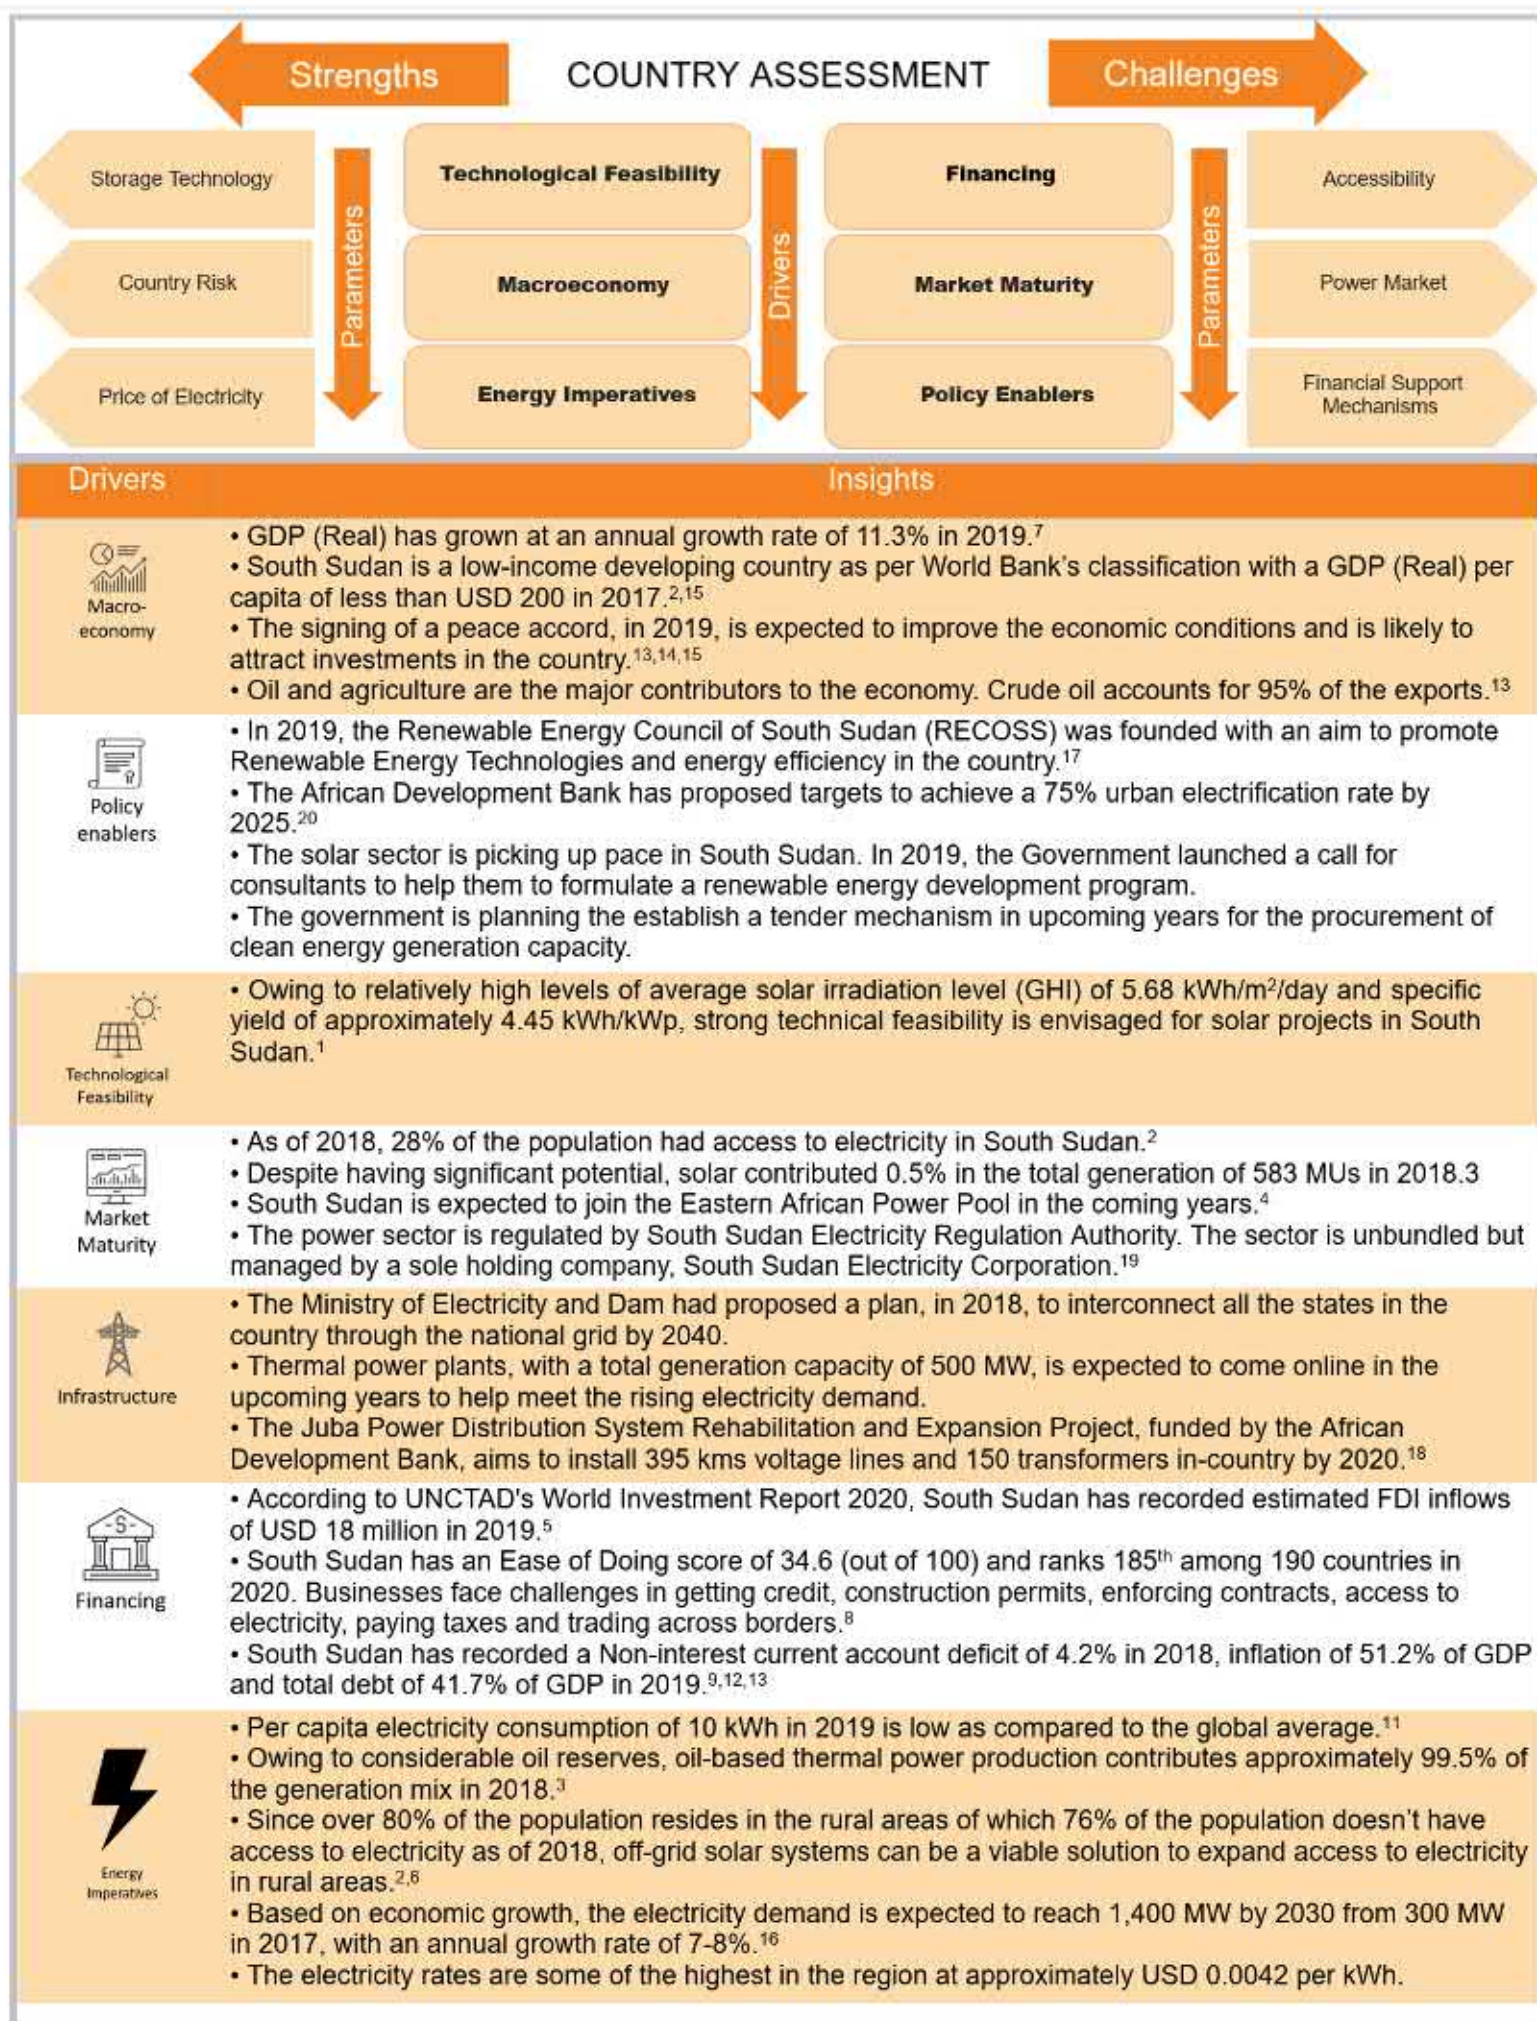 Strengths
COUNTRY ASSESSMENT
Challenges
Storage Technology
Country Risk
Price of Electricity
Parameters
Technological Feasibility
Macroeconomy
Energy Imperatives
Drivers
Financing
Market Maturity
Policy Enablers
Parameters
Accessibility
Power Market
Financial Support
Mechanisms
Drivers
Insights
Macro-
economy
• GDP (Real) has grown at an annual growth rate of 11.3% in 2019.⁷
• South Sudan is a low-income developing country as per World Bank's classification with a GDP (Real) per
capita of less than USD 200 in 2017.²,¹⁵
• The signing of a peace accord, in 2019, is expected to improve the economic conditions and is likely to
attract investments in the country.¹³,¹⁴,¹⁵
• Oil and agriculture are the major contributors to the economy. Crude oil accounts for 95% of the exports.¹³
Policy
enablers
• In 2019, the Renewable Energy Council of South Sudan (RECOSS) was founded with an aim to promote
Renewable Energy Technologies and energy efficiency in the country.¹⁷
• The African Development Bank has proposed targets to achieve a 75% urban electrification rate by
2025.²⁰
• The solar sector is picking up pace in South Sudan. In 2019, the Government launched a call for
consultants to help them to formulate a renewable energy development program.
• The government is planning the establish a tender mechanism in upcoming years for the procurement of
clean energy generation capacity.
Technological
Feasibility
• Owing to relatively high levels of average solar irradiation level (GHI) of 5.68 kWh/m²/day and specific
yield of approximately 4.45 kWh/kWp, strong technical feasibility is envisaged for solar projects in South
Sudan.¹
Market
Maturity
• As of 2018, 28% of the population had access to electricity in South Sudan.²
• Despite having significant potential, solar contributed 0.5% in the total generation of 583 MUs in 2018.3
• South Sudan is expected to join the Eastern African Power Pool in the coming years.⁴
• The power sector is regulated by South Sudan Electricity Regulation Authority. The sector is unbundled but
managed by a sole holding company, South Sudan Electricity Corporation.¹⁹
Infrastructure
• The Ministry of Electricity and Dam had proposed a plan, in 2018, to interconnect all the states in the
country through the national grid by 2040.
• Thermal power plants, with a total generation capacity of 500 MW, is expected to come online in the
upcoming years to help meet the rising electricity demand.
• The Juba Power Distribution System Rehabilitation and Expansion Project, funded by the African
Development Bank, aims to install 395 kms voltage lines and 150 transformers in-country by 2020.¹⁸
-S-
Financing
• According to UNCTAD's World Investment Report 2020, South Sudan has recorded estimated FDI inflows
of USD 18 million in 2019.⁵
• South Sudan has an Ease of Doing score of 34.6 (out of 100) and ranks 185ᵗʰ among 190 countries in
2020. Businesses face challenges in getting credit, construction permits, enforcing contracts, access to
electricity, paying taxes and trading across borders.⁸
• South Sudan has recorded a Non-interest current account deficit of 4.2% in 2018, inflation of 51.2% of GDP
and total debt of 41.7% of GDP in 2019.⁹,¹²,¹³
Energy
Imperatives
• Per capita electricity consumption of 10 kWh in 2019 is low as compared to the global average.¹¹
• Owing to considerable oil reserves, oil-based thermal power production contributes approximately 99.5% of
the generation mix in 2018.³
• Since over 80% of the population resides in the rural areas of which 76% of the population doesn't have
access to electricity as of 2018, off-grid solar systems can be a viable solution to expand access to electricity
in rural areas.²,⁶
• Based on economic growth, the electricity demand is expected to reach 1,400 MW by 2030 from 300 MW
in 2017, with an annual growth rate of 7-8%.¹⁶
• The electricity rates are some of the highest in the region at approximately USD 0.0042 per kWh.